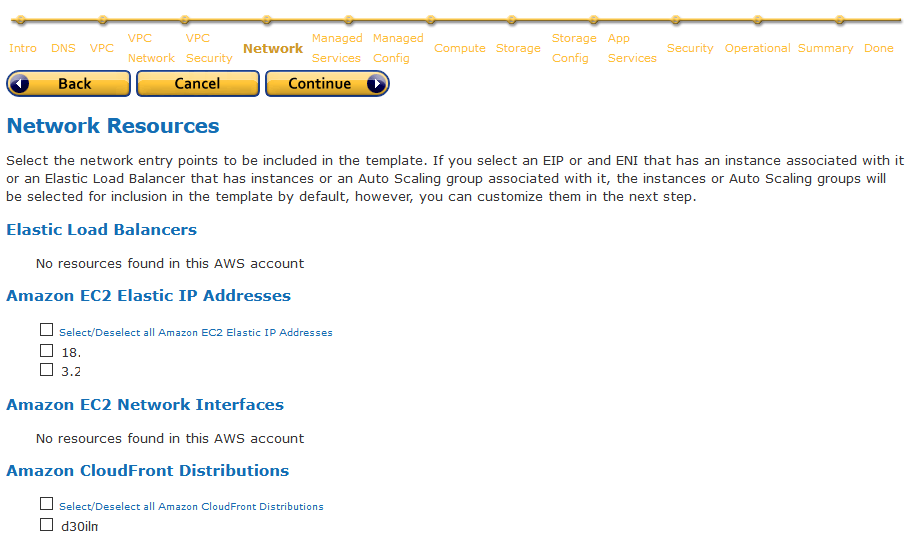 Intro DNS VPC VPC Network VPC Security Network Managed Services Managed Config Compute Storage Storage Config App Services Security Operational Summary Done
Back Cancel Continue
Network Resources
Select the network entry points to be included in the template. If you select an EIP or and ENI that has an instance associated with it
or an Elastic Load Balancer that has instances or an Auto Scaling group associated with it, the instances or Auto Scaling groups will
be selected for inclusion in the template by default, however, you can customize them in the next step.
Elastic Load Balancers
No resources found in this AWS account
Amazon EC2 Elastic IP Addresses
Select/Deselect all Amazon EC2 Elastic IP Addresses
18.
3.2
Amazon EC2 Network Interfaces
No resources found in this AWS account
Amazon CloudFront Distributions
Select/Deselect all Amazon CloudFront Distributions